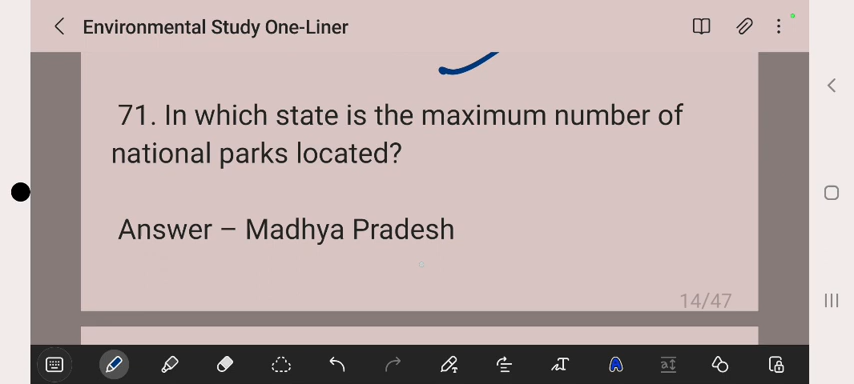 Environmental Study One-Liner
71. In which state is the maximum number of
national parks located?
Answer – Madhya Pradesh
14/47